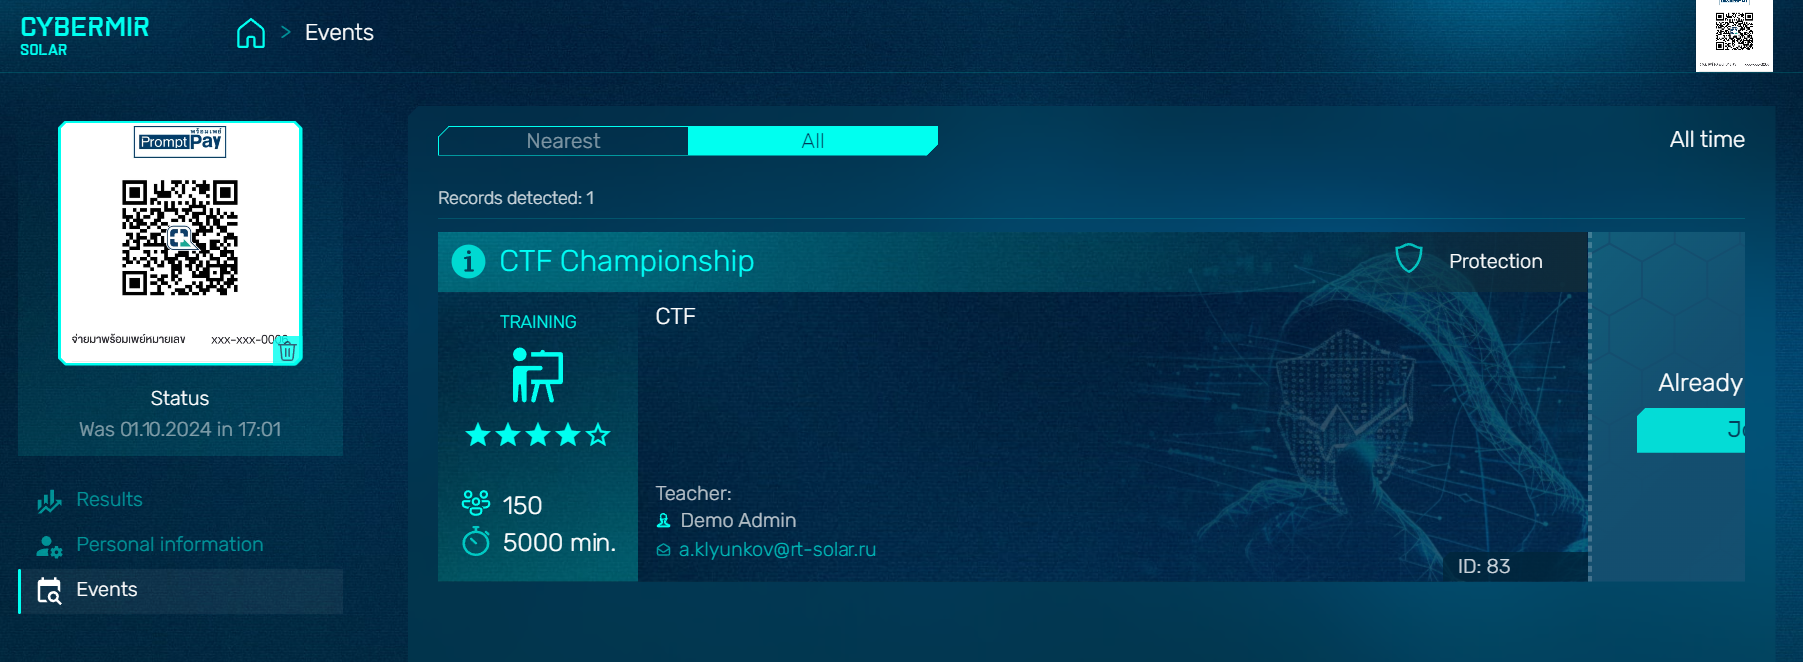 CYBERMIR
SOLAR
> Events
พร้อมเพย์
PromptPay
จ่ายมาพร้อมเพย์หมายเลข xxx-xxx-0006
Status
Was 01.10.2024 in 17:01
Results
Personal information
Events
Nearest
All
All time
Records detected: 1
CTF Championship
Protection
TRAINING
CTF
150
5000 min.
Teacher:
Demo Admin
a.klyunkov@rt-solar.ru
ID: 83
Already